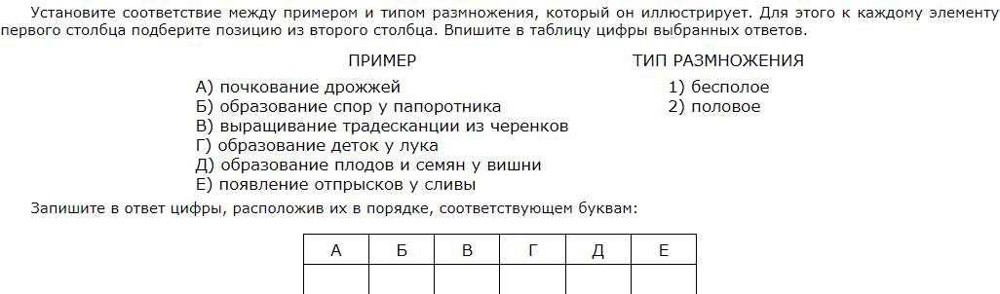 Установите соответствие между примером и типом размножения, который он иллюстрирует. Для этого к каждому элементу
первого столбца подберите позицию из второго столбца. Впишите в таблицу цифры выбранных ответов.
ПРИМЕР ТИП РАЗМНОЖЕНИЯ
А) почкование дрожжей 1) бесполое
Б) образование спор у папоротника 2) половое
В) выращивание традесканции из черенков
Г) образование деток у лука
Д) образование плодов и семян у вишни
Е) появление отпрысков у сливы
Запишите в ответ цифры, расположив их в порядке, соответствующем буквам:
А Б В Г Д Е